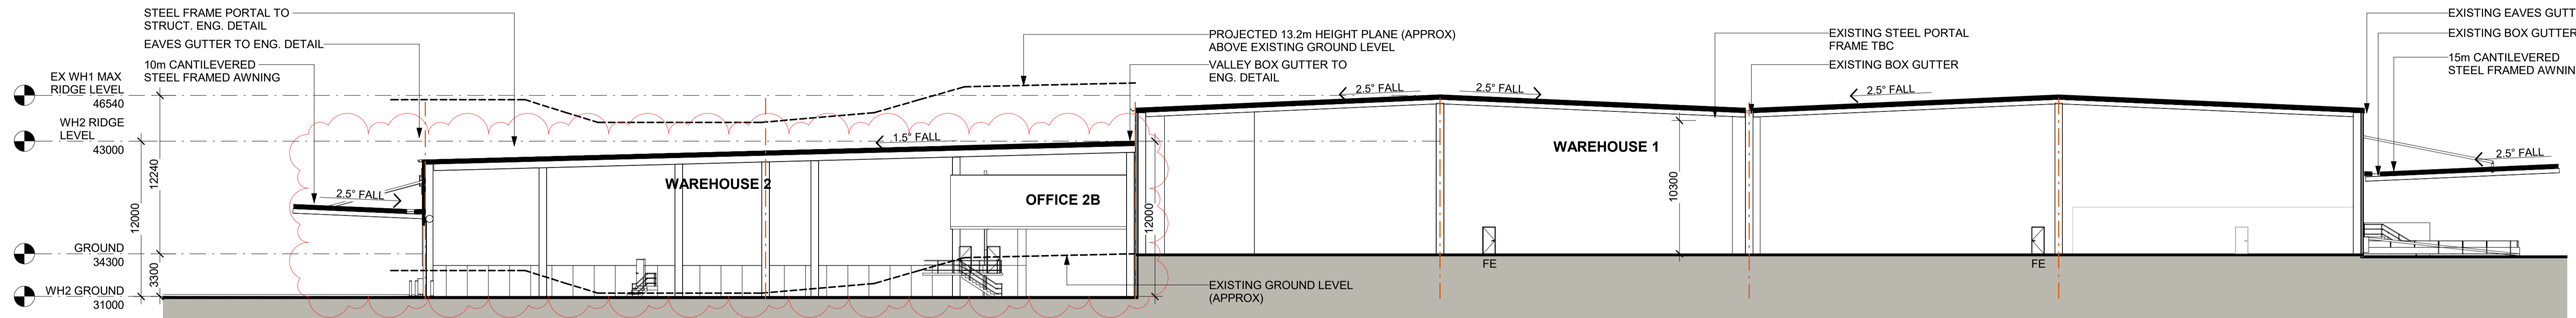 STEEL FRAME PORTAL TO
STRUCT. ENG. DETAIL
EAVES GUTTER TO ENG. DETAIL
10m CANTILEVERED
STEEL FRAMED AWNING
EX WH1 MAX
RIDGE LEVEL
46540
WH2 RIDGE
LEVEL
43000
GROUND
34300
WH2 GROUND
31000
12240
12000
3300
2.5° FALL
WAREHOUSE 2
1.5° FALL
OFFICE 2B
12000
PROJECTED 13.2m HEIGHT PLANE (APPROX)
ABOVE EXISTING GROUND LEVEL
VALLEY BOX GUTTER TO
ENG. DETAIL
EXISTING GROUND LEVEL
(APPROX)
2.5° FALL
2.5° FALL
WAREHOUSE 1
FE
10300
EXISTING STEEL PORTAL
FRAME TBC
EXISTING BOX GUTTER
2.5° FALL
FE
EXISTING EAVES GUTT
EXISTING BOX GUTTER
15m CANTILEVERED
STEEL FRAMED AWNIN
2.5° FALL